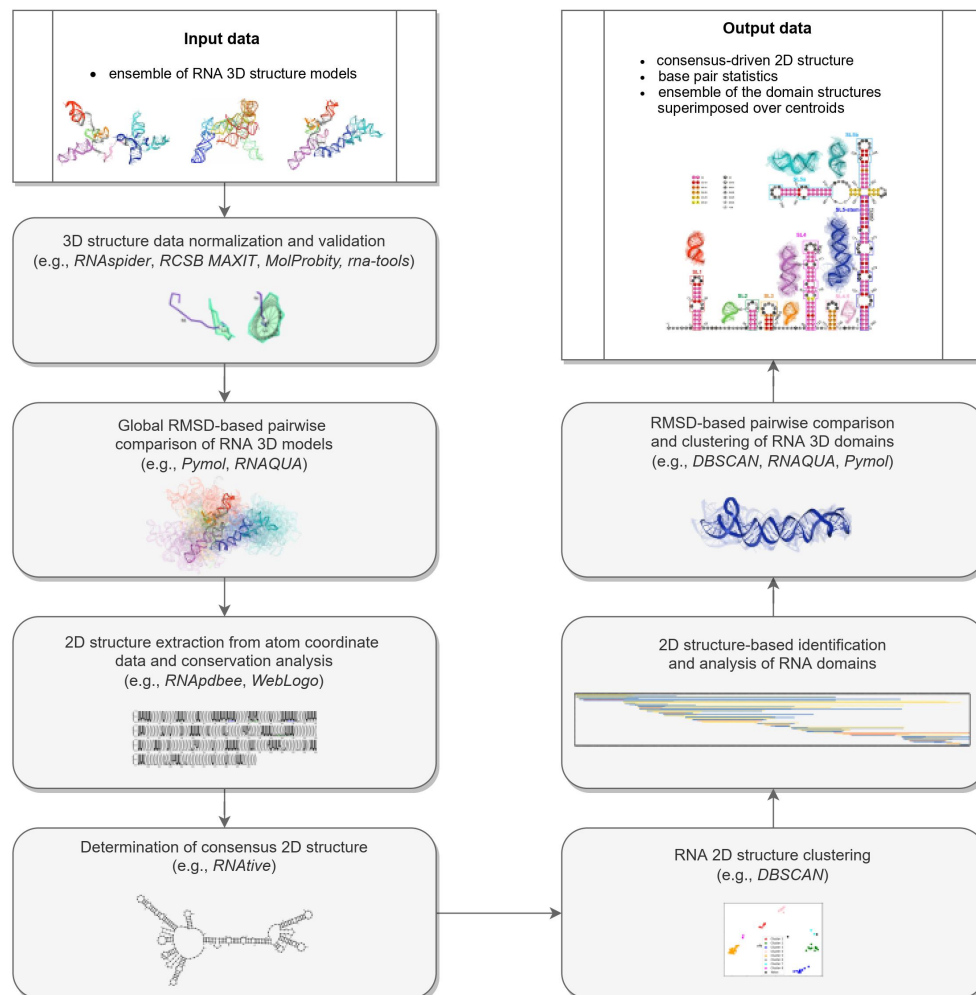 Input data
• ensemble of RNA 3D structure models
3D structure data normalization and validation
(e.g., RNAspider, RCSB MAXIT, MolProbity, rna-tools)
Global RMSD-based pairwise
comparison of RNA 3D models
(e.g., Pymol, RNAQUA)
2D structure extraction from atom coordinate
data and conservation analysis
(e.g., RNApdbee, WebLogo)
Determination of consensus 2D structure
(e.g., RNAtive)
Output data
• consensus-driven 2D structure
• base pair statistics
• ensemble of the domain structures
superimposed over centroids
SL1
SL2
SL4
RMSD-based pairwise comparison
and clustering of RNA 3D domains
(e.g., DBSCAN, RNAQUA, Pymol)
2D structure-based identification
and analysis of RNA domains
RNA 2D structure clustering
(e.g., DBSCAN)